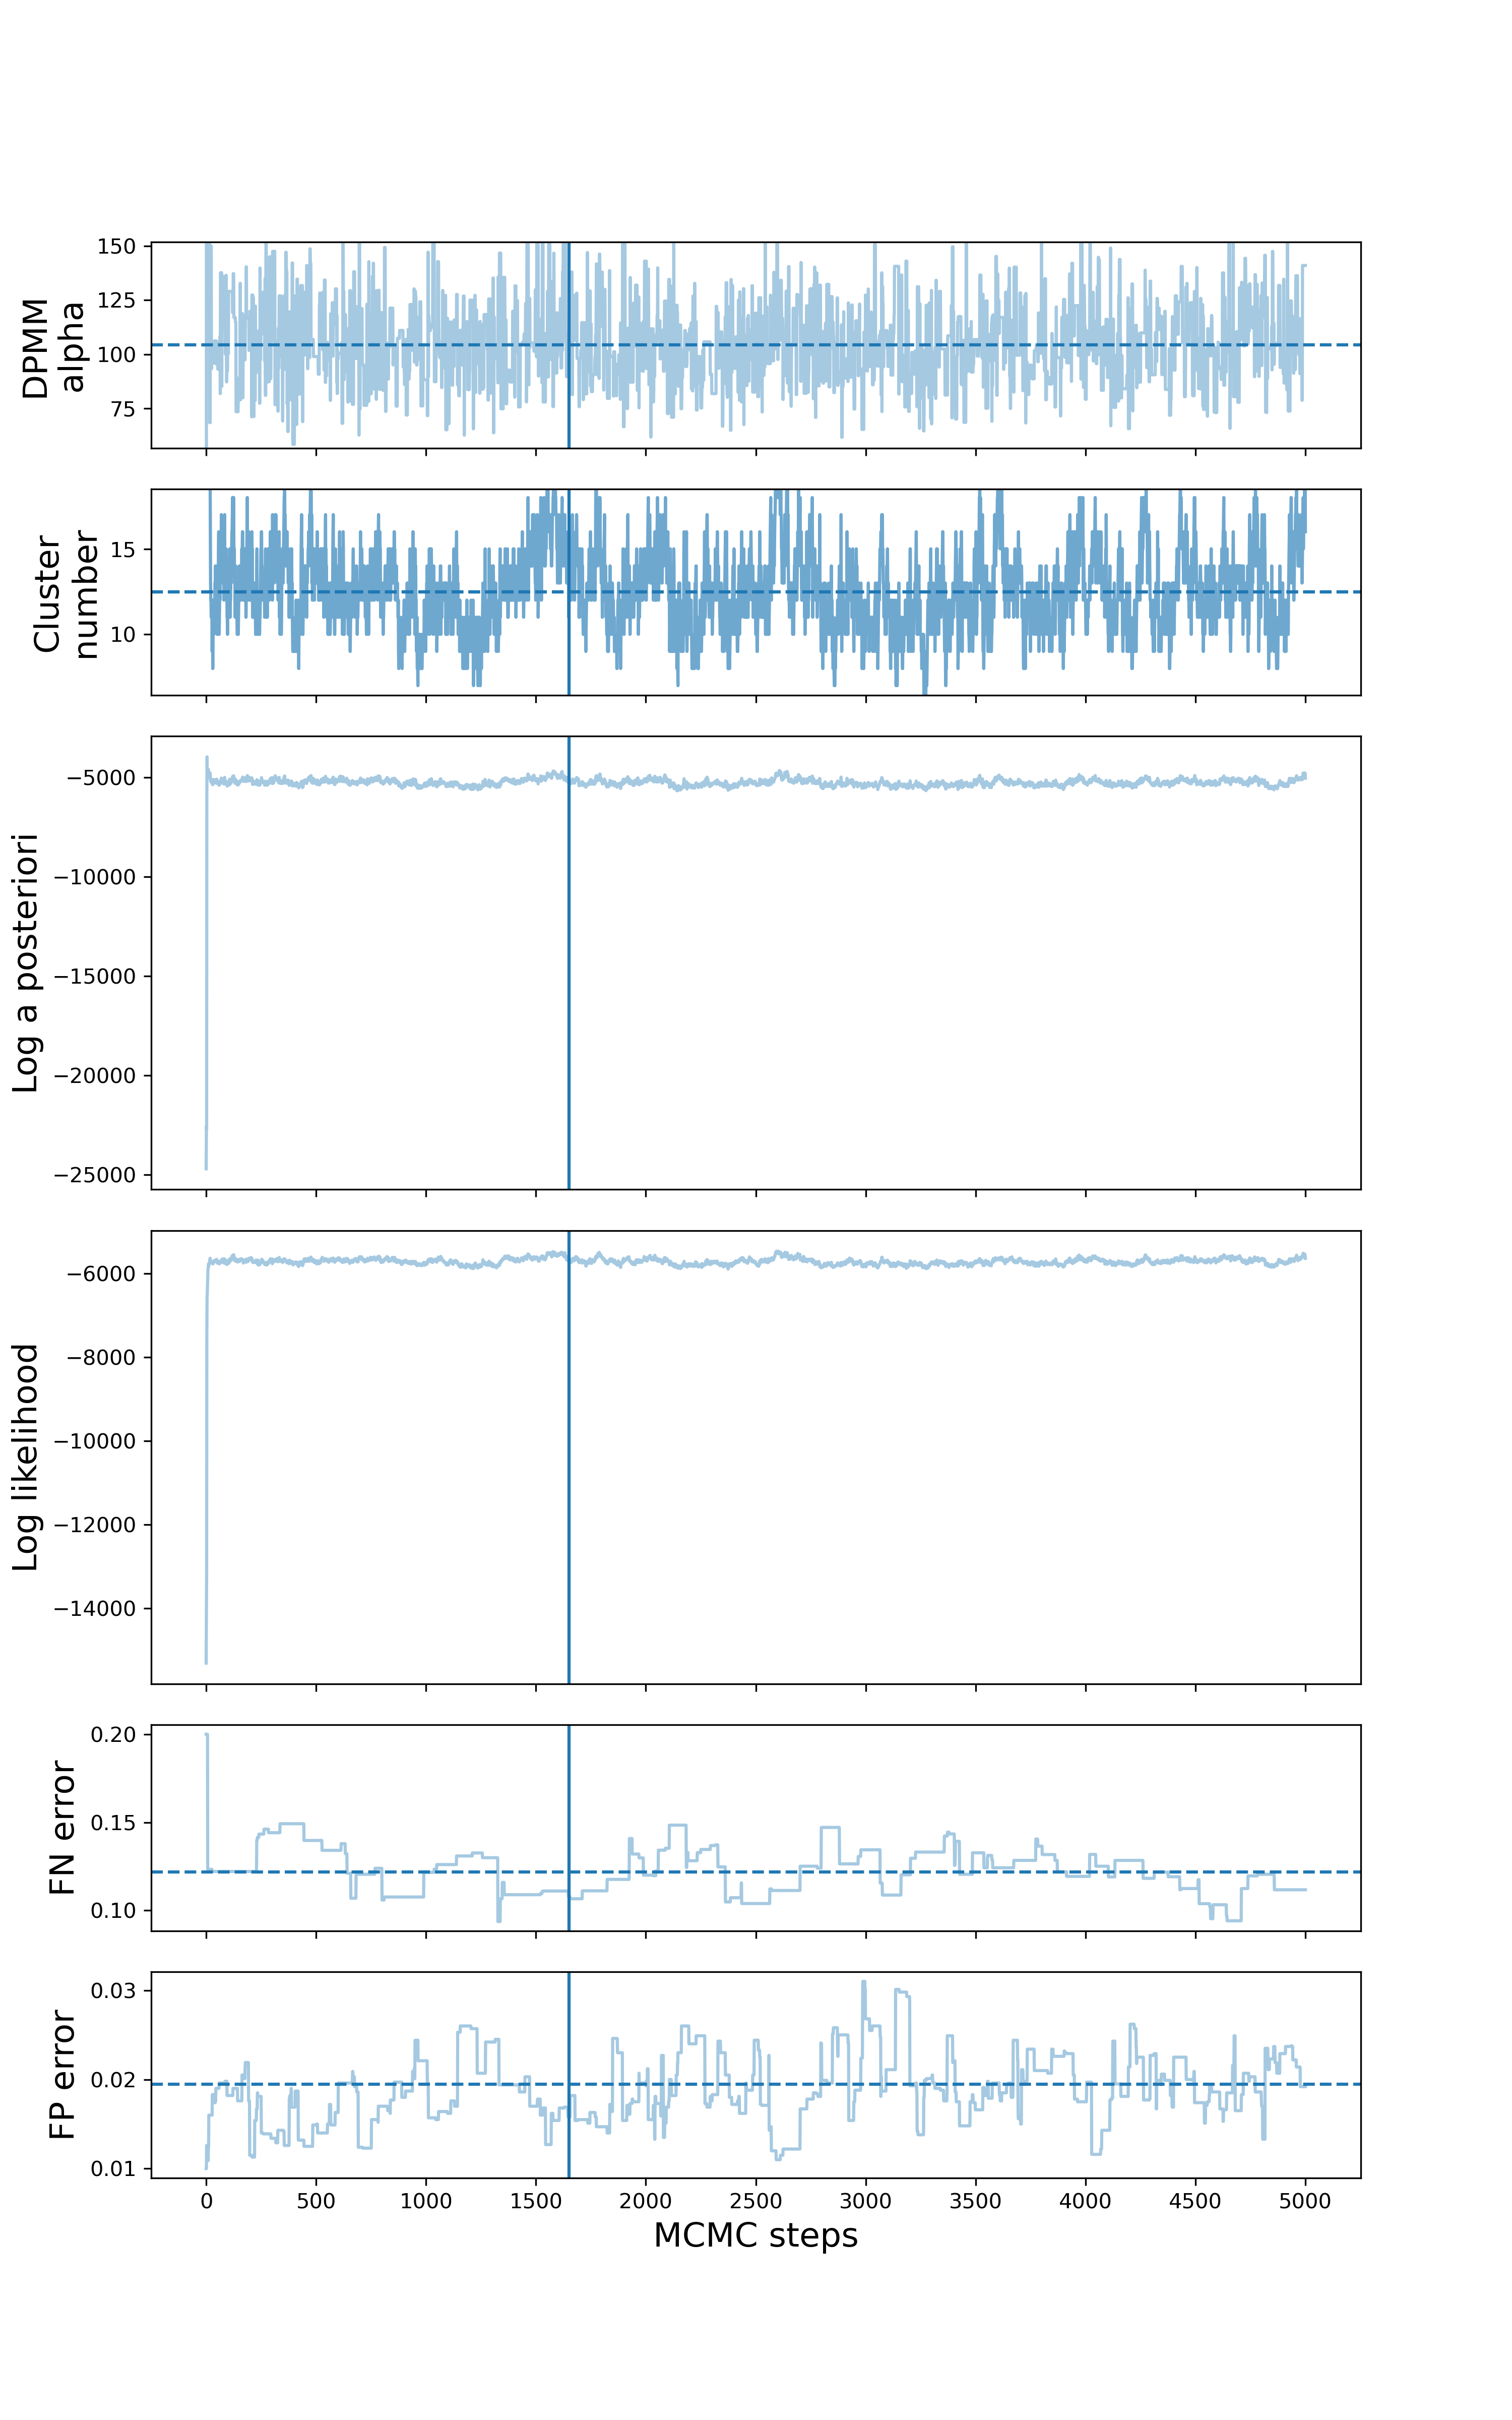 DPMM
alpha
150
125
100
75
Cluster
number
15
10
Log a posteriori
−5000
−10000
−15000
−20000
−25000
Log likelihood
−6000
−8000
−10000
−12000
−14000
FN error
0.20
0.15
0.10
FP error
0.03
0.02
0.01
0 500 1000 1500 2000 2500 3000 3500 4000 4500 5000
MCMC steps